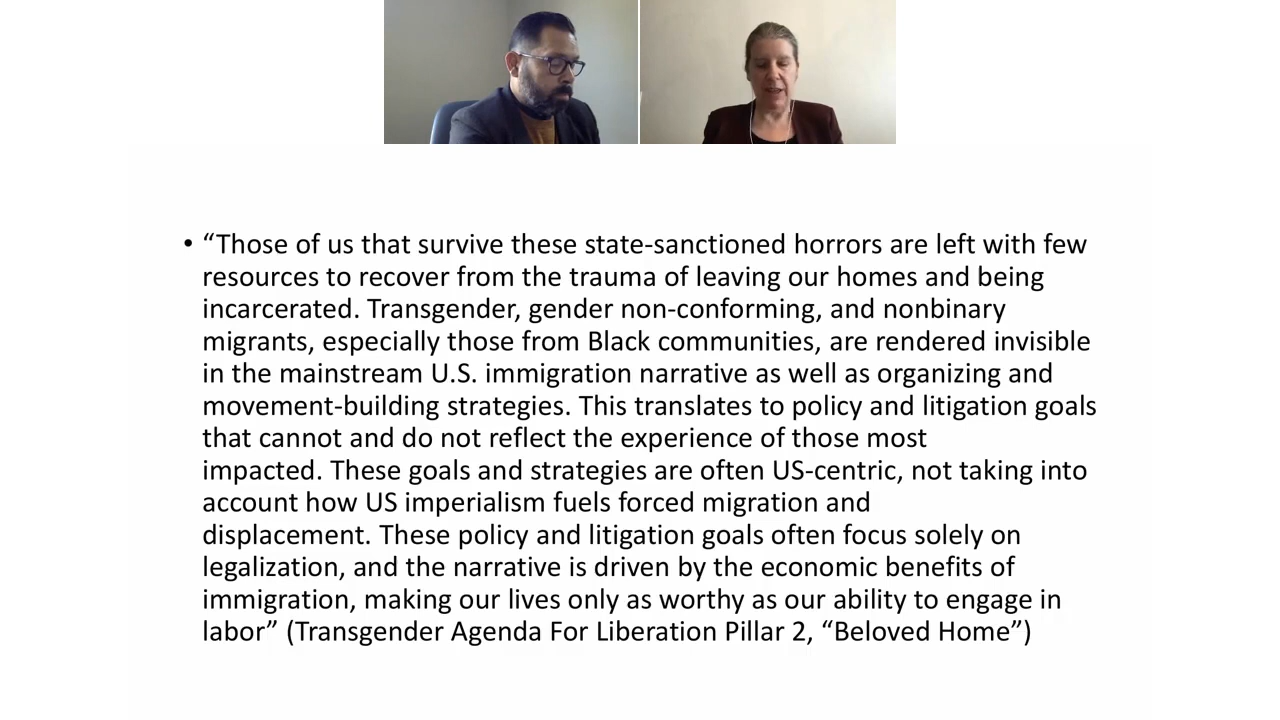 • “Those of us that survive these state-sanctioned horrors are left with few
resources to recover from the trauma of leaving our homes and being
incarcerated. Transgender, gender non-conforming, and nonbinary
migrants, especially those from Black communities, are rendered invisible
in the mainstream U.S. immigration narrative as well as organizing and
movement-building strategies. This translates to policy and litigation goals
that cannot and do not reflect the experience of those most
impacted. These goals and strategies are often US-centric, not taking into
account how US imperialism fuels forced migration and
displacement. These policy and litigation goals often focus solely on
legalization, and the narrative is driven by the economic benefits of
immigration, making our lives only as worthy as our ability to engage in
labor” (Transgender Agenda For Liberation Pillar 2, “Beloved Home”)